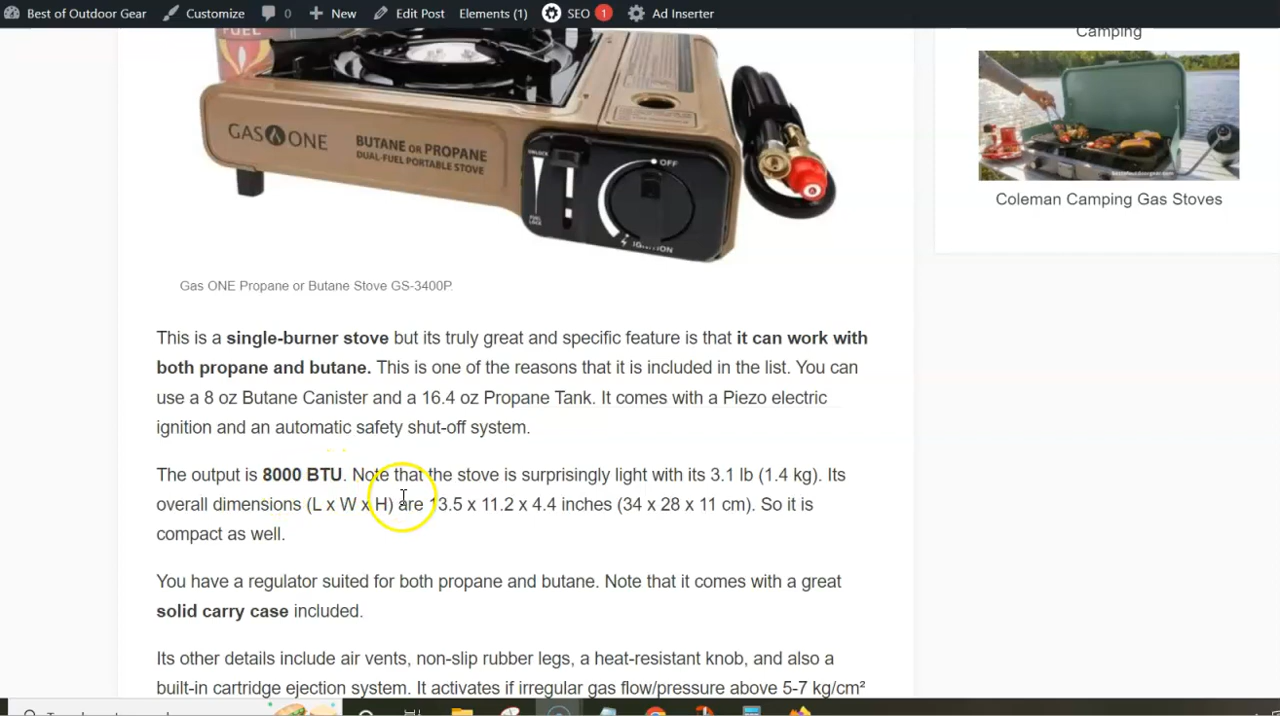 Best of Outdoor Gear Customize 0 New Edit Post Elements (1) SEO 1 Ad Inserter
FUEL
GAS ONE
BUTANE OR PROPANE
DUAL-FUEL PORTABLE STOVE
UNLOCK
FUEL
LOCK
OFF
IGNITION
Camping
Coleman Camping Gas Stoves
Gas ONE Propane or Butane Stove GS-3400P.
This is a single-burner stove but its truly great and specific feature is that it can work with
both propane and butane. This is one of the reasons that it is included in the list. You can
use a 8 oz Butane Canister and a 16.4 oz Propane Tank. It comes with a Piezo electric
ignition and an automatic safety shut-off system.
The output is 8000 BTU. Note that the stove is surprisingly light with its 3.1 lb (1.4 kg). Its
overall dimensions (L x W x H) are 13.5 x 11.2 x 4.4 inches (34 x 28 x 11 cm). So it is
compact as well.
You have a regulator suited for both propane and butane. Note that it comes with a great
solid carry case included.
Its other details include air vents, non-slip rubber legs, a heat-resistant knob, and also a
built-in cartridge ejection system. It activates if irregular gas flow/pressure above 5-7 kg/cm²